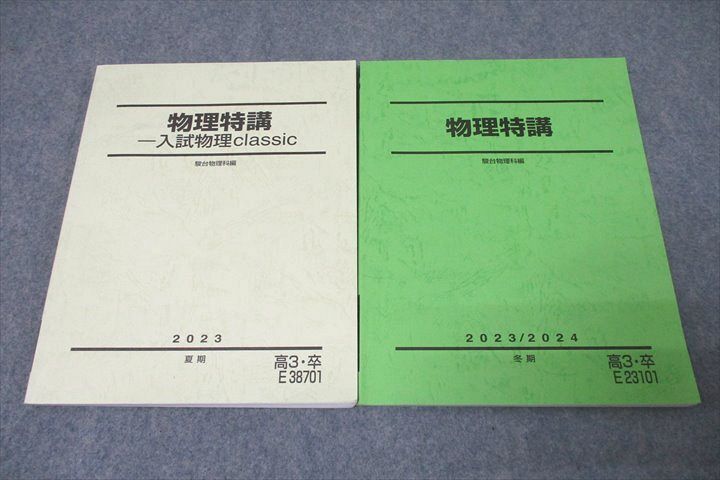 物理特講
―入試物理classic
駿台物理科編
2023
夏期
高3・卒
E38701
物理特講
駿台物理科編
2023/2024
冬期
高3・卒
E23101